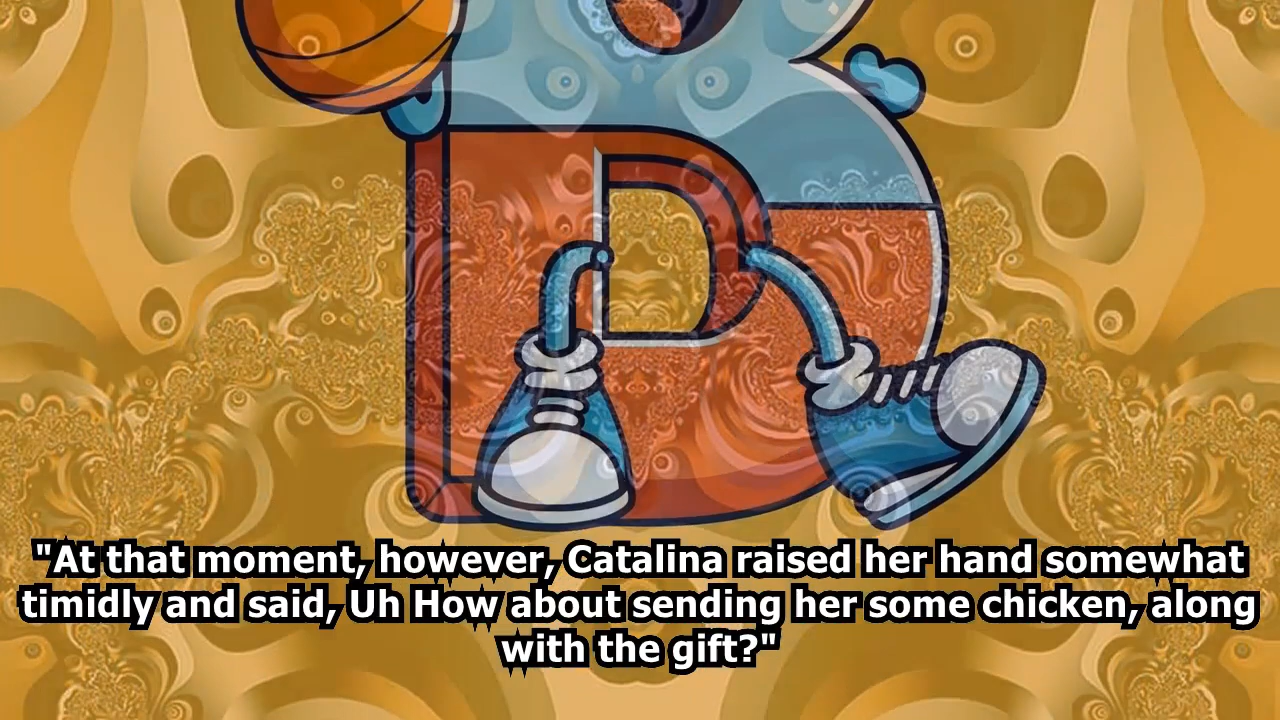 "At that moment, however, Catalina raised her hand somewhat
timidly and said, Uh How about sending her some chicken, along
with the gift?"